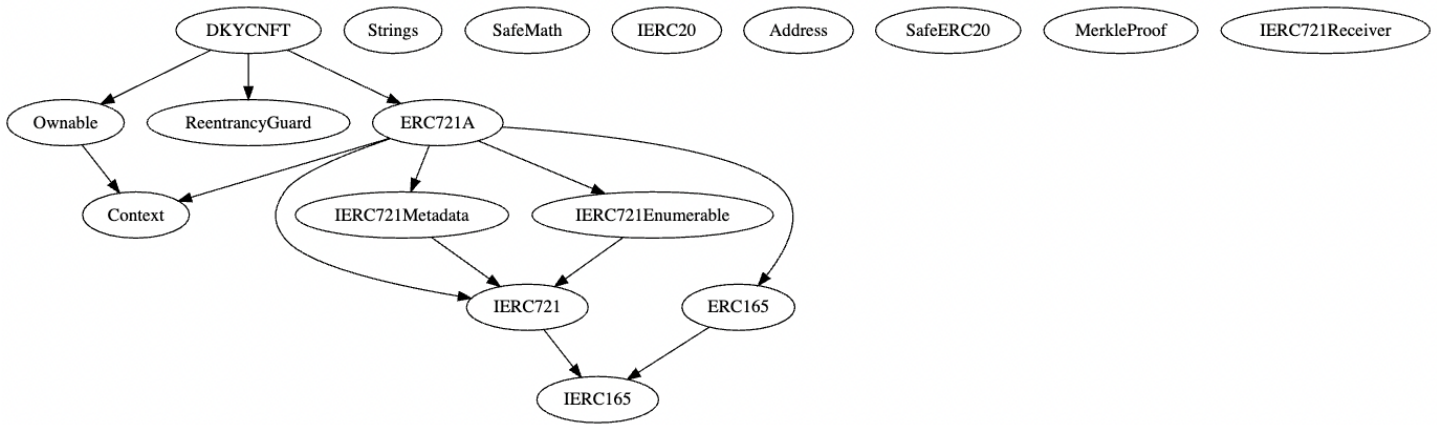 DKYCNFT
Strings
SafeMath
IERC20
Address
SafeERC20
MerkleProof
IERC721Receiver
Ownable
ReentrancyGuard
ERC721A
Context
IERC721Metadata
IERC721Enumerable
IERC721
ERC165
IERC165